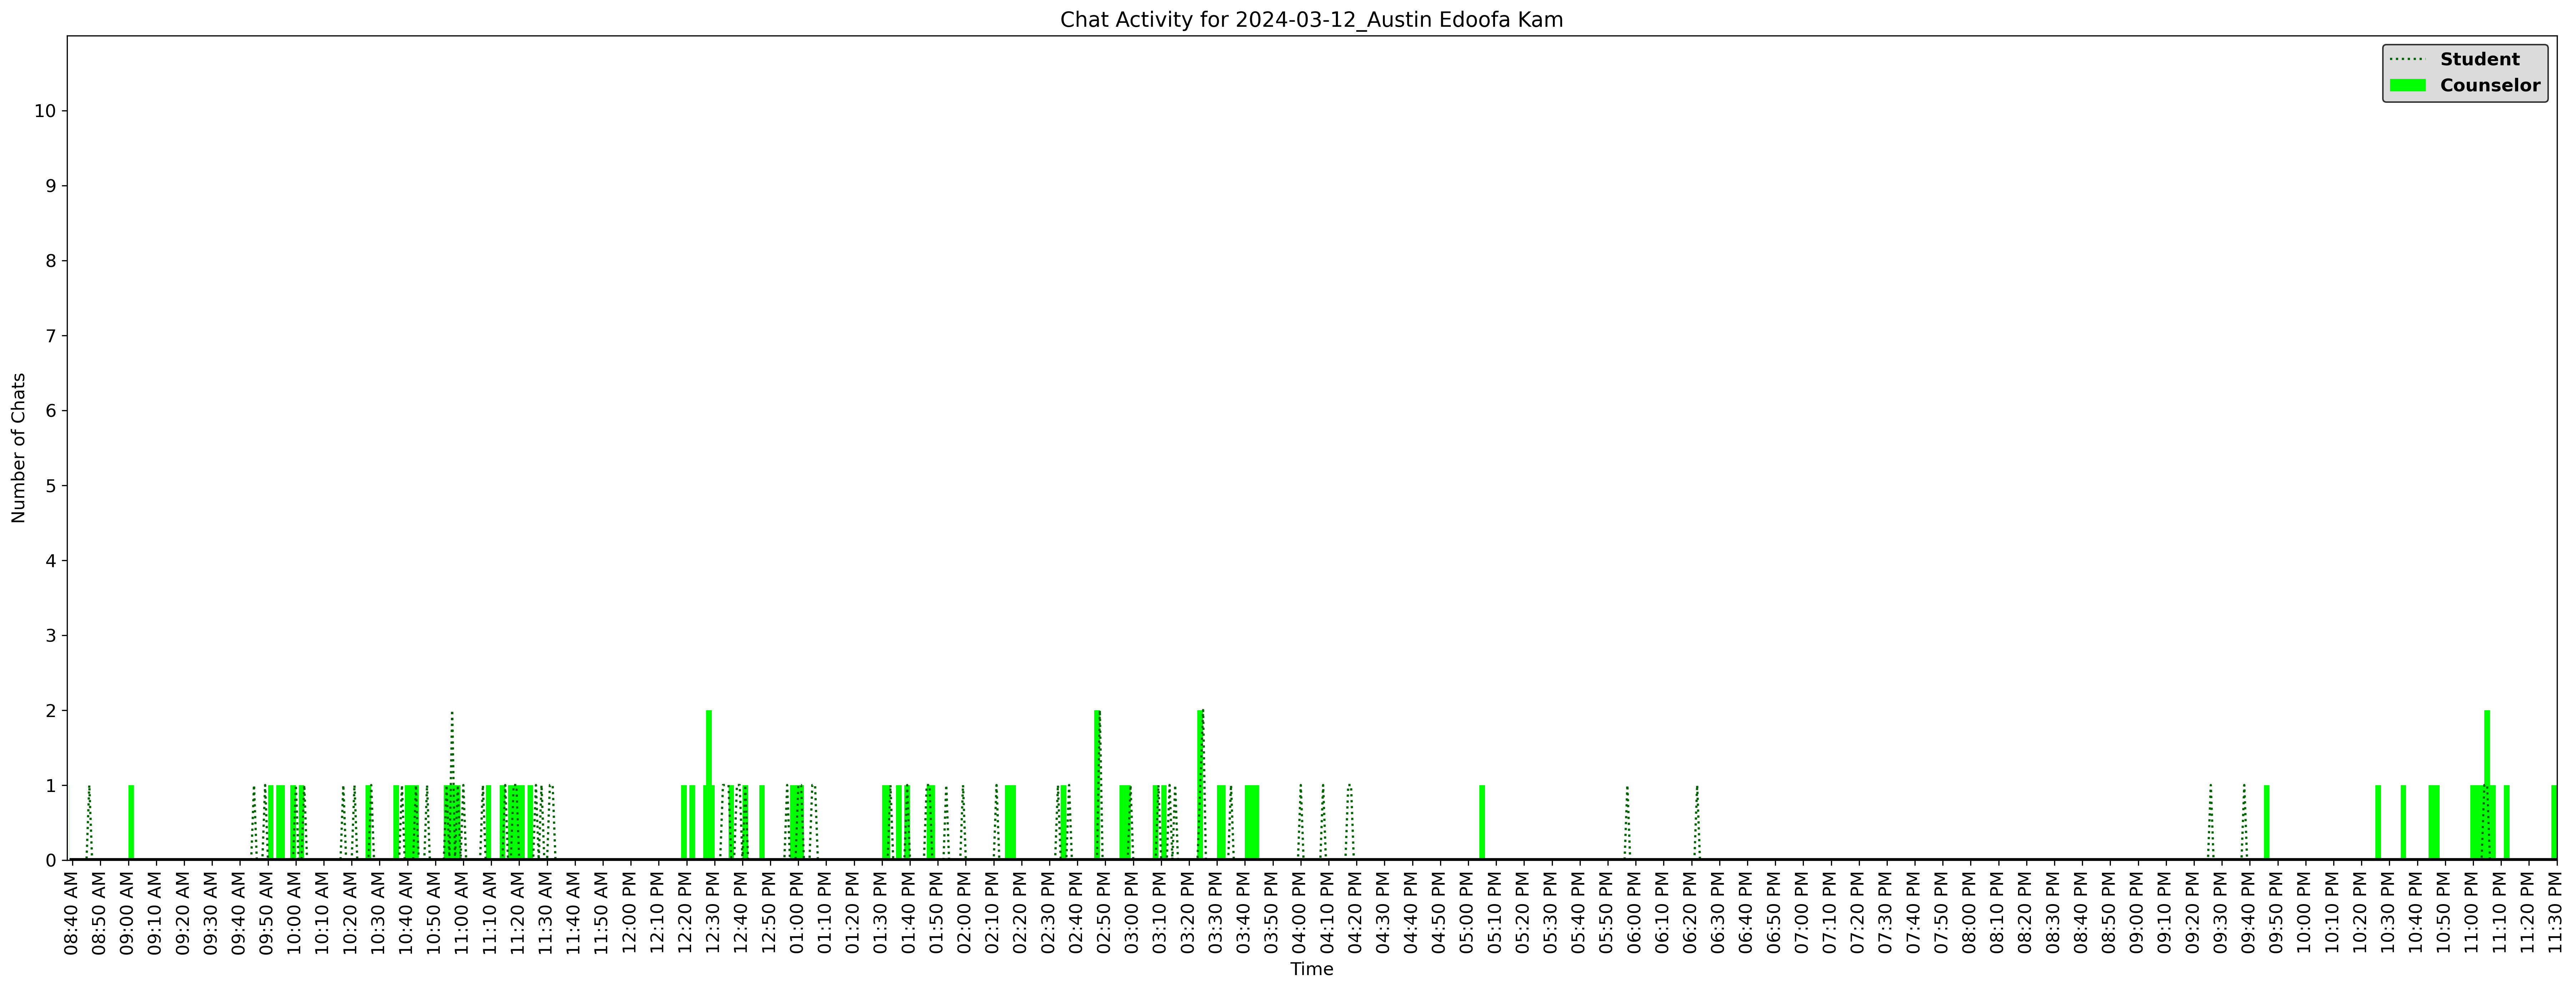 Chat Activity for 2024-03-12_Austin Edoofa Kam
Student
Counselor
10
9
8
7
6
5
4
3
2
1
0
Number of Chats
08:40 AM
08:50 AM
09:00 AM
09:10 AM
09:20 AM
09:30 AM
09:40 AM
09:50 AM
10:00 AM
10:10 AM
10:20 AM
10:30 AM
10:40 AM
10:50 AM
11:00 AM
11:10 AM
11:20 AM
11:30 AM
11:40 AM
11:50 AM
12:00 PM
12:10 PM
12:20 PM
12:30 PM
12:40 PM
12:50 PM
01:00 PM
01:10 PM
01:20 PM
01:30 PM
01:40 PM
01:50 PM
02:00 PM
02:10 PM
02:20 PM
02:30 PM
02:40 PM
02:50 PM
03:00 PM
03:10 PM
03:20 PM
03:30 PM
03:40 PM
03:50 PM
04:00 PM
04:10 PM
04:20 PM
04:30 PM
04:40 PM
04:50 PM
05:00 PM
05:10 PM
05:20 PM
05:30 PM
05:40 PM
05:50 PM
06:00 PM
06:10 PM
06:20 PM
06:30 PM
06:40 PM
06:50 PM
07:00 PM
07:10 PM
07:20 PM
07:30 PM
07:40 PM
07:50 PM
08:00 PM
08:10 PM
08:20 PM
08:30 PM
08:40 PM
08:50 PM
09:00 PM
09:10 PM
09:20 PM
09:30 PM
09:40 PM
09:50 PM
10:00 PM
10:10 PM
10:20 PM
10:30 PM
10:40 PM
10:50 PM
11:00 PM
11:10 PM
11:20 PM
11:30 PM
Time